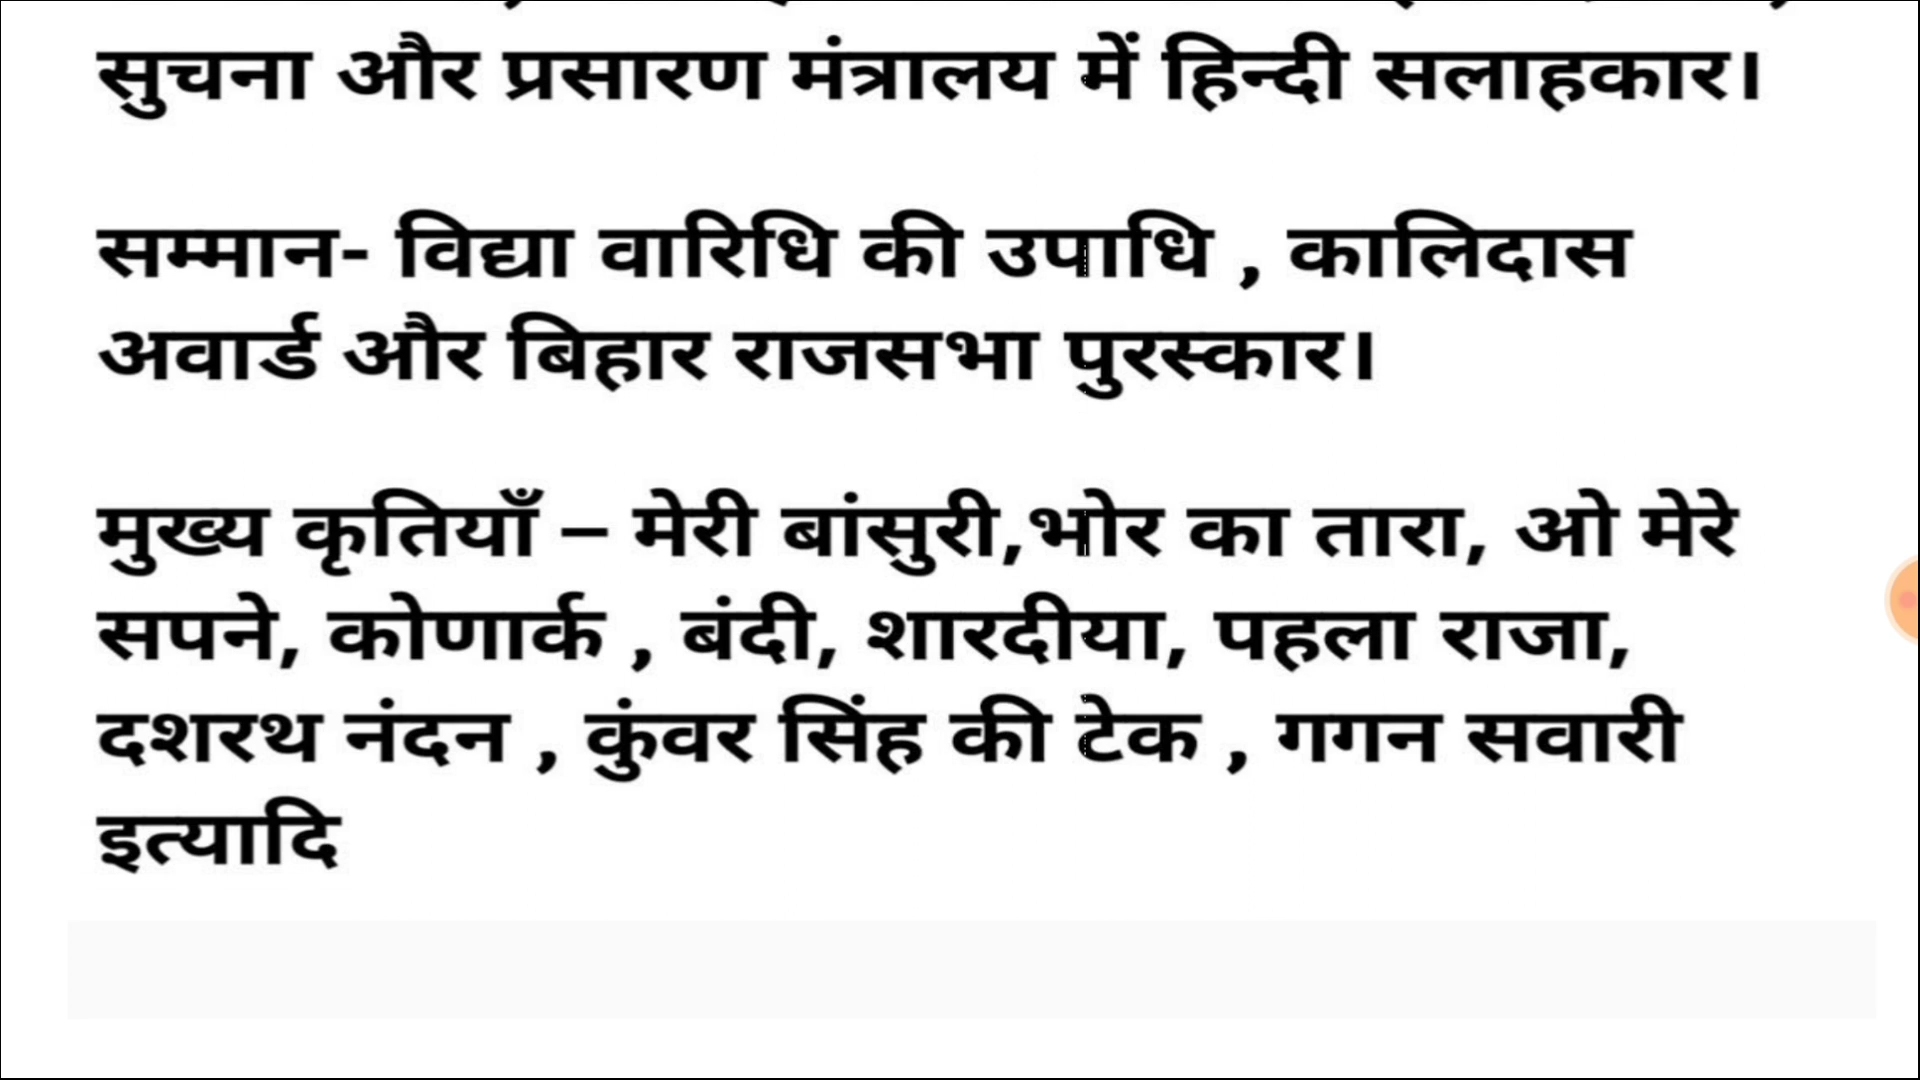 सुचना और प्रसारण मंत्रालय में हिन्दी सलाहकार।
सम्मान- विद्या वारिधि की उपाधि , कालिदास
अवार्ड और बिहार राजसभा पुरस्कार।
मुख्य कृतियाँ – मेरी बांसुरी,भोर का तारा, ओ मेरे
सपने, कोणार्क , बंदी, शारदीया, पहला राजा,
दशरथ नंदन , कुंवर सिंह की टेक , गगन सवारी
इत्यादि